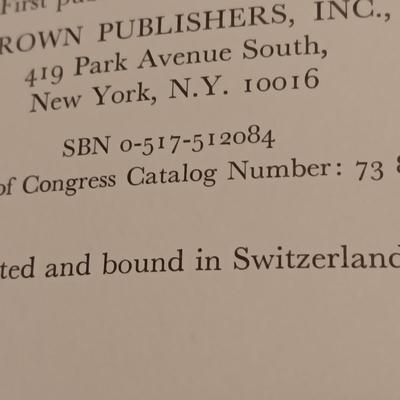 First pu
ROWN PUBLISHERS, INC.,
419 Park Avenue South,
New York, N.Y. 10016
SBN 0-517-512084
of Congress Catalog Number: 73 8
ted and bound in Switzerland